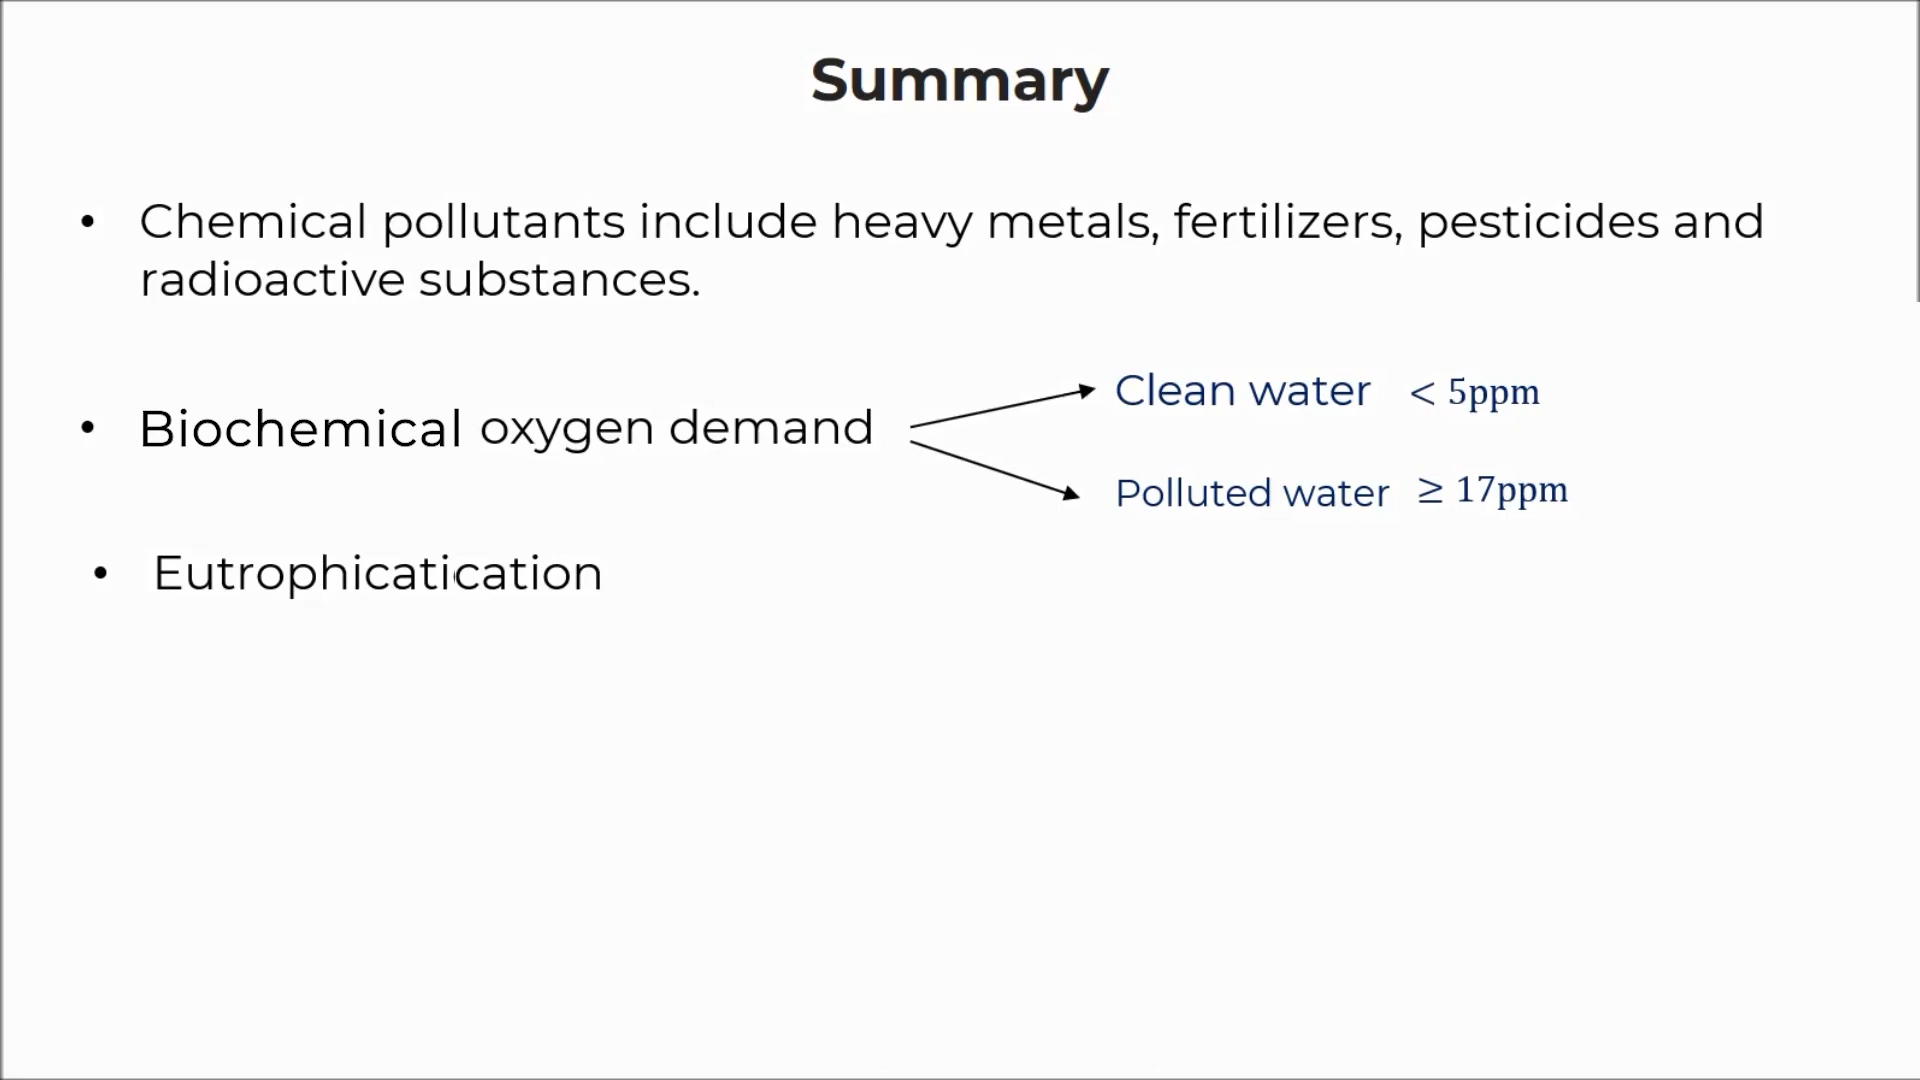 Summary
• Chemical pollutants include heavy metals, fertilizers, pesticides and
radioactive substances.
• Biochemical oxygen demand
Clean water < 5ppm
Polluted water ≥ 17ppm
• Eutrophicatication